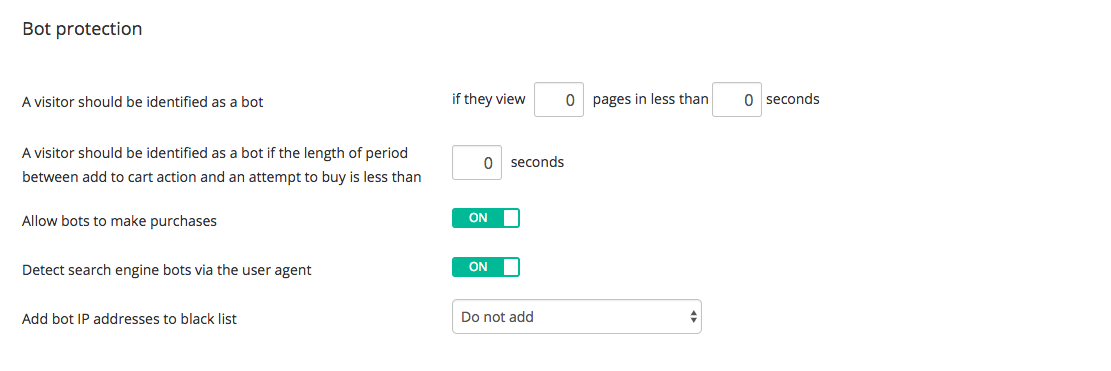 Bot protection
A visitor should be identified as a bot if they view 0 pages in less than 0 seconds
A visitor should be identified as a bot if the length of period
between add to cart action and an attempt to buy is less than 0 seconds
Allow bots to make purchases ON
Detect search engine bots via the user agent ON
Add bot IP addresses to black list Do not add